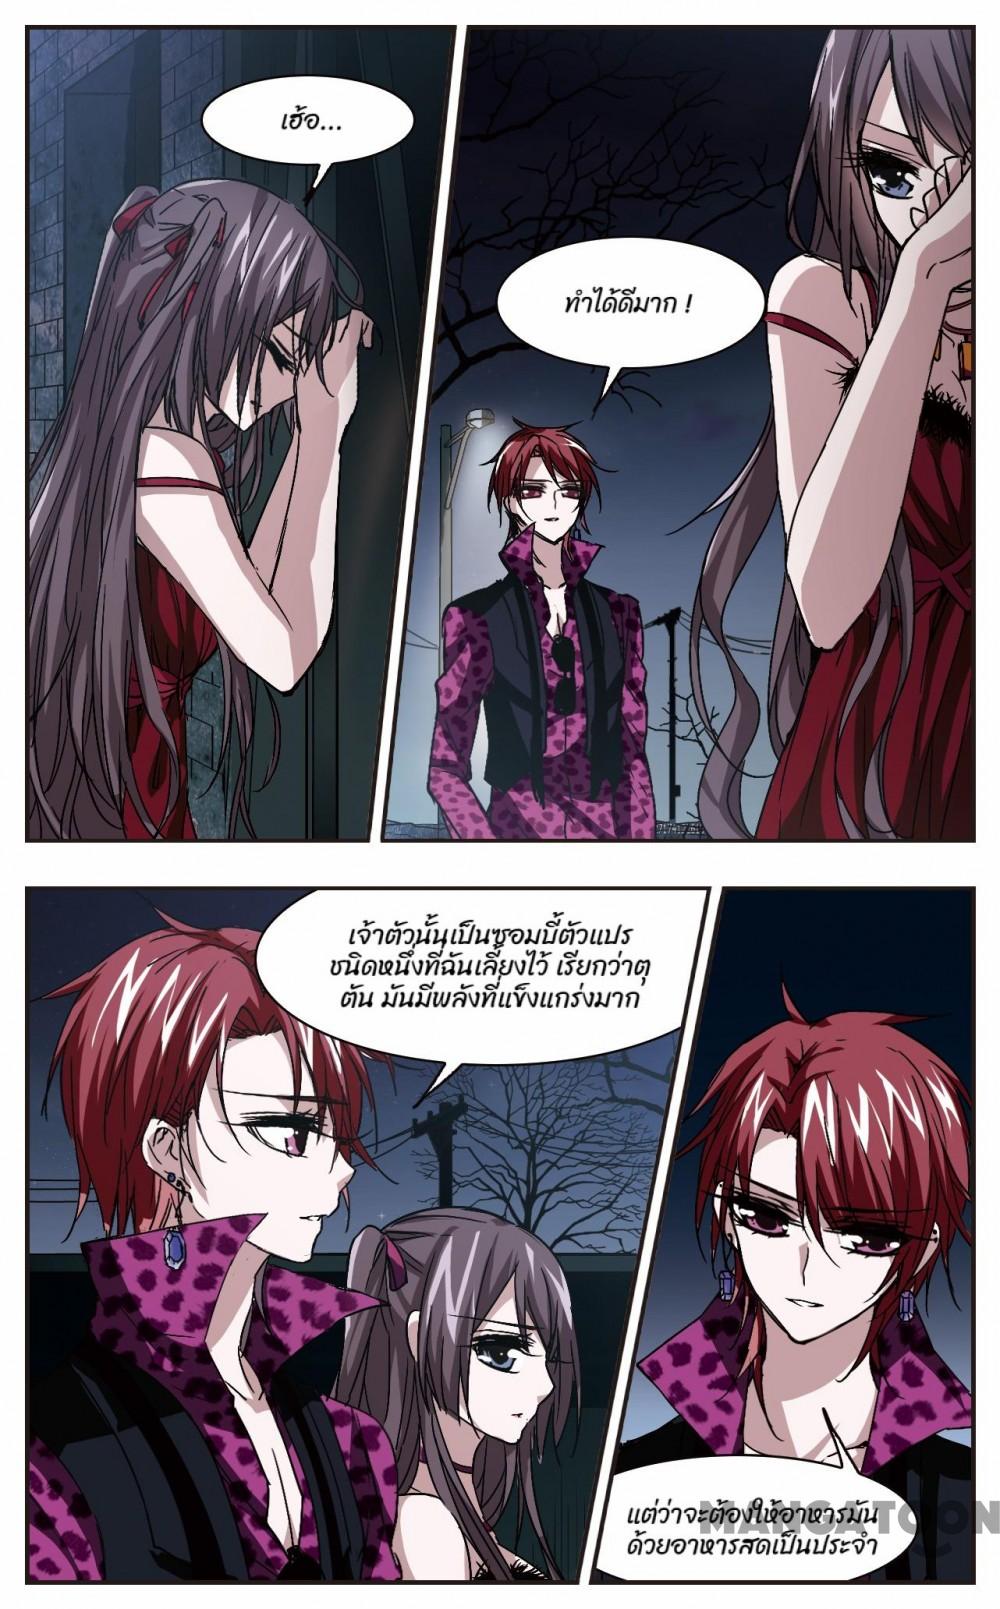 เฮ้อ...
ทำได้ดีมาก !
เจ้าตัวนั้นเป็นซอมบี้ตัวแปร
ชนิดหนึ่งที่ฉันเลี้ยงไว้ เรียกว่าตุ
ตัน มันมีพลังที่แข็งแกร่งมาก
แต่ว่าจะต้องให้อาหารมัน
ด้วยอาหารสดเป็นประจำ
MANGATOON